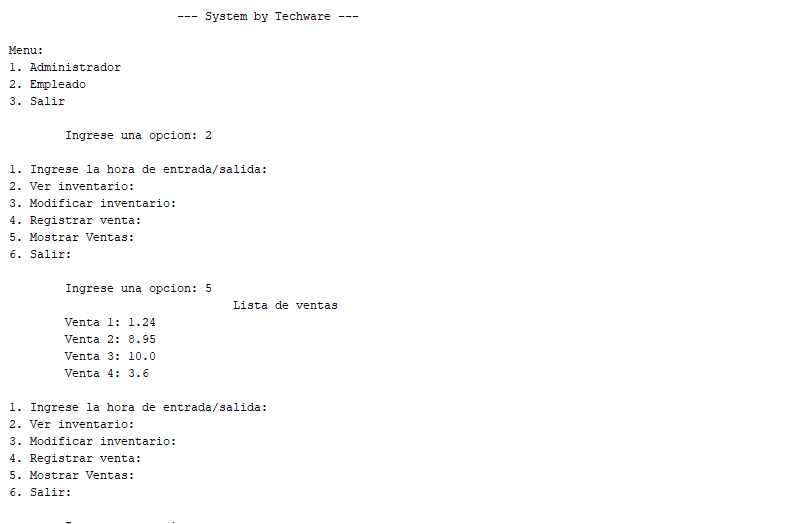 --- System by Techware ---
Menu:
1. Administrador
2. Empleado
3. Salir
Ingrese una opcion: 2
1. Ingrese la hora de entrada/salida:
2. Ver inventario:
3. Modificar inventario:
4. Registrar venta:
5. Mostrar Ventas:
6. Salir:
Ingrese una opcion: 5
Lista de ventas
Venta 1: 1.24
Venta 2: 8.95
Venta 3: 10.0
Venta 4: 3.6
1. Ingrese la hora de entrada/salida:
2. Ver inventario:
3. Modificar inventario:
4. Registrar venta:
5. Mostrar Ventas:
6. Salir: